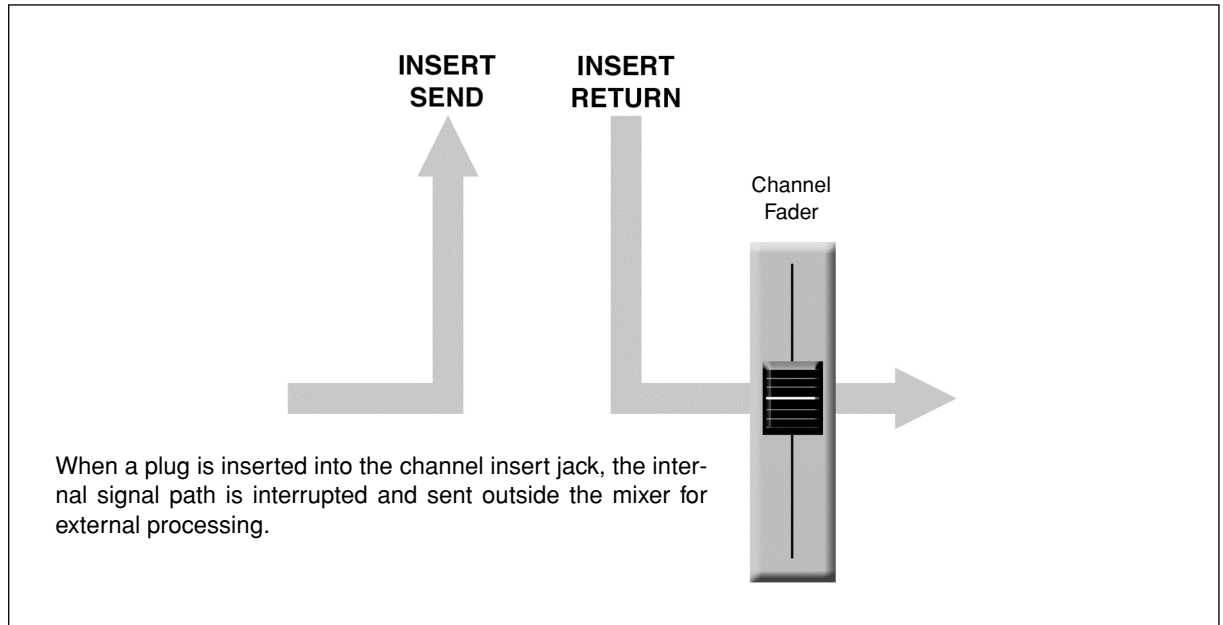 INSERT
SEND
INSERT
RETURN
Channel
Fader
When a plug is inserted into the channel insert jack, the inter-
nal signal path is interrupted and sent outside the mixer for
external processing.